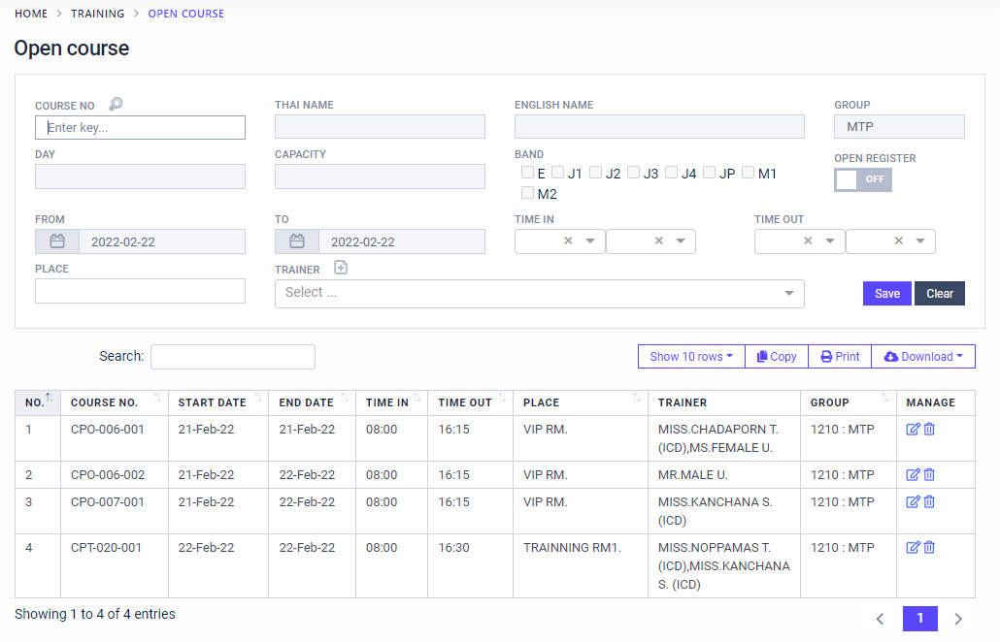 HOME > TRAINING > OPEN COURSE
Open course
COURSE NO THAI NAME ENGLISH NAME GROUP
Enter key... MTP
DAY CAPACITY BAND OPEN REGISTER
E J1 J2 J3 J4 JP M1 OFF
M2
FROM TO TIME IN TIME OUT
2022-02-22 2022-02-22 × ×  × ×
PLACE TRAINER
Select ... Save Clear
Search: Show 10 rows Copy Print Download
NO. COURSE NO. START DATE END DATE TIME IN TIME OUT PLACE TRAINER GROUP MANAGE
1 CPO-006-001 21-Feb-22 21-Feb-22 08:00 16:15 VIP RM. MISS.CHADAPORN T. 1210 : MTP
(ICD),MS.FEMALE U.
2 CPO-006-002 21-Feb-22 22-Feb-22 08:00 16:15 VIP RM. MR.MALE U. 1210 : MTP
3 CPO-007-001 21-Feb-22 22-Feb-22 08:00 16:15 VIP RM. MISS.KANCHANA S. 1210 : MTP
(ICD)
4 CPT-020-001 22-Feb-22 22-Feb-22 08:00 16:30 TRAINNING RM1. MISS.NOPPAMAS T. 1210 : MTP
(ICD),MISS.KANCHANA
S. (ICD)
Showing 1 to 4 of 4 entries < 1 >